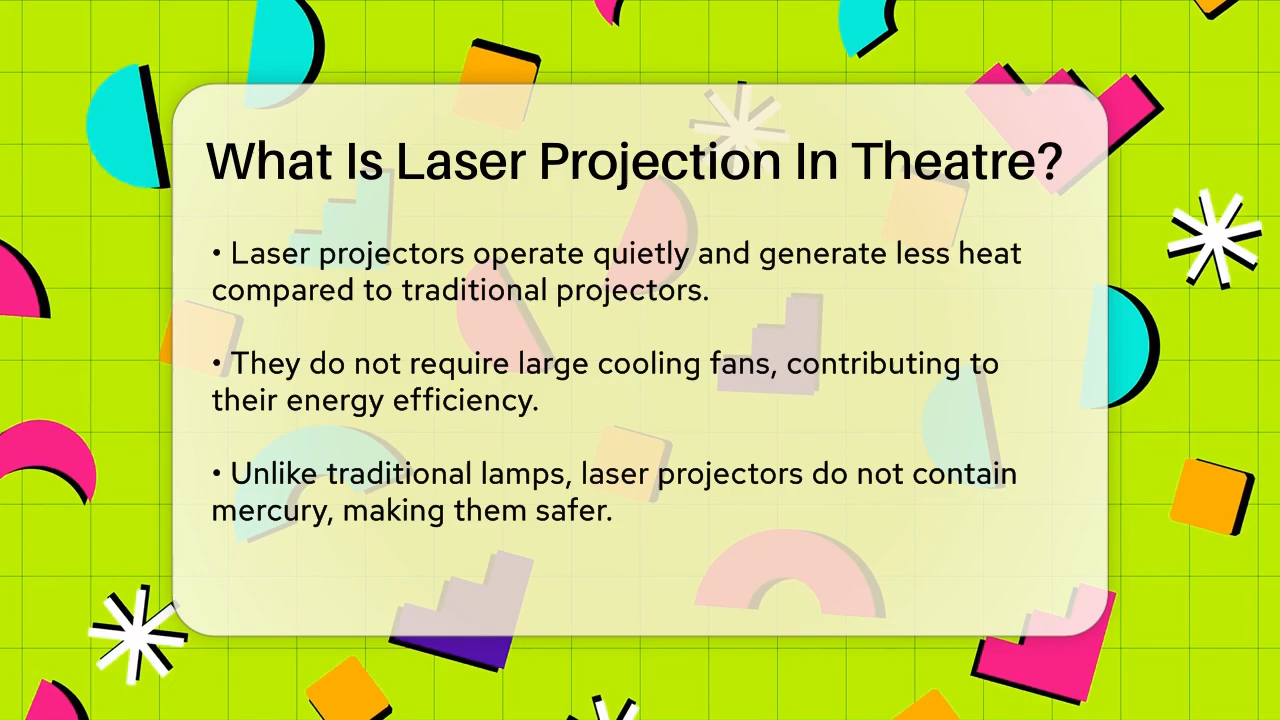 What Is Laser Projection In Theatre?
• Laser projectors operate quietly and generate less heat
compared to traditional projectors.
• They do not require large cooling fans, contributing to
their energy efficiency.
• Unlike traditional lamps, laser projectors do not contain
mercury, making them safer.